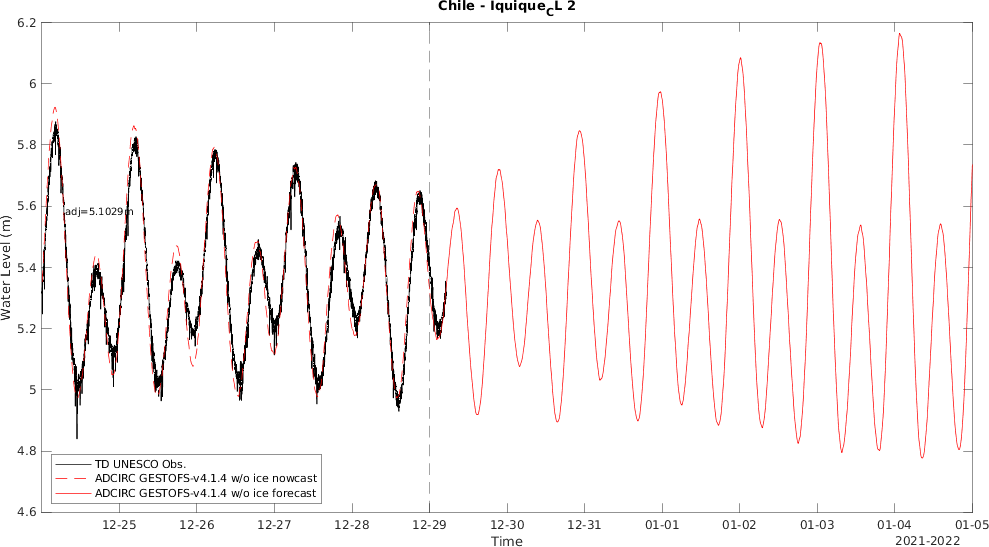 Chile - Iquique_CL 2
Water Level (m)
6.2
6
5.8
5.6
5.4
5.2
5
4.8
4.6
adj=5.1029m
TD UNESCO Obs.
ADCIRC GESTOFS-v4.1.4 w/o ice nowcast
ADCIRC GESTOFS-v4.1.4 w/o ice forecast
12-25 12-26 12-27 12-28 12-29 12-30 12-31 01-01 01-02 01-03 01-04 01-05
Time
2021-2022